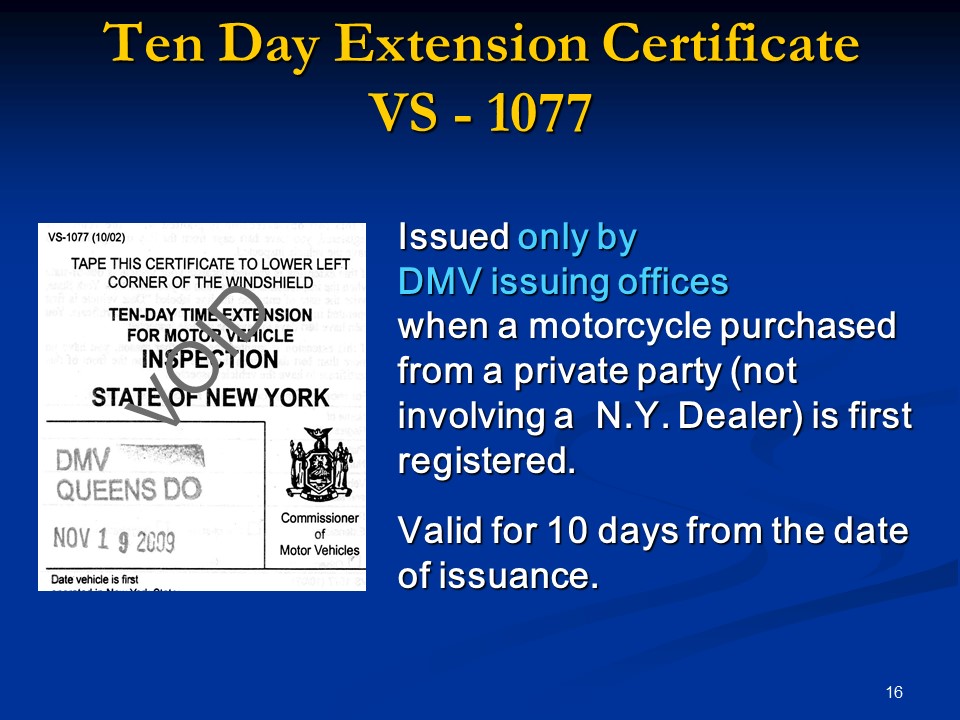 Ten Day Extension Certificate
VS - 1077
VS-1077 (10/02)
TAPE THIS CERTIFICATE TO LOWER LEFT
CORNER OF THE WINDSHIELD
TEN-DAY TIME EXTENSION
FOR MOTOR VEHICLE
INSPECTION
STATE OF NEW YORK
VOID
DMV
QUEENS DO
NOV 1 9 2009
Commissioner
of
Motor Vehicles
Date vehicle is first
Issued only by
DMV issuing offices
when a motorcycle purchased
from a private party (not
involving a N.Y. Dealer) is first
registered.
Valid for 10 days from the date
of issuance.
16